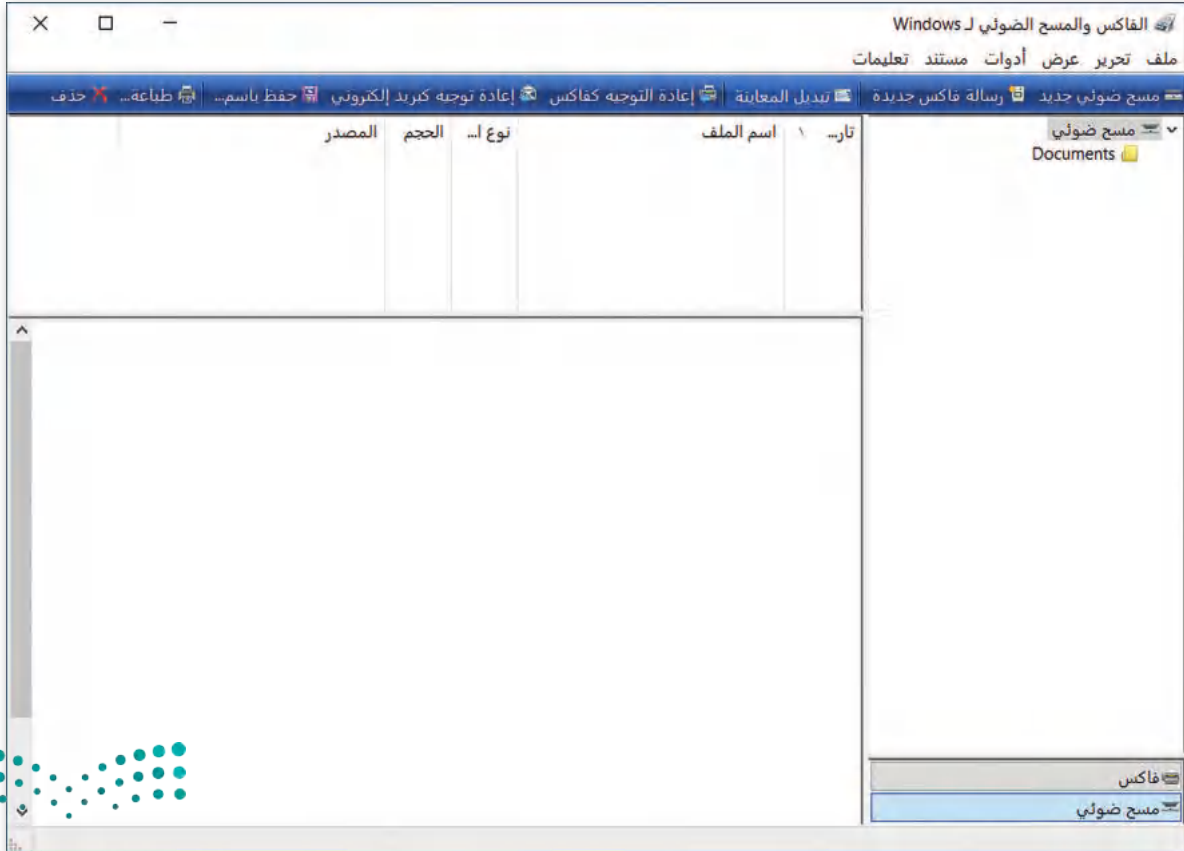 الفاكس والمسح الضوئي لـ Windows
ملف تحرير عرض أدوات مستند تعليمات
مسح ضوئي جديد رسالة فاكس جديدة تبديل المعاينة إعادة التوجيه كفاكس إعادة توجيه كبريد إلكتروني حفظ باسم... طباعة... حذف
مسح ضوئي
Documents
تار... اسم الملف نوع ا... الحجم المصدر
فاكس
مسح ضوئي